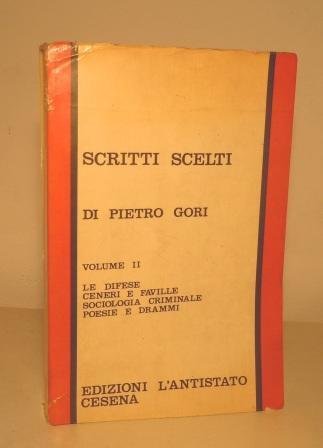 SCRITTI SCELTI
DI PIETRO GORI
VOLUME II
LE DIFESE
CENERI E FAVILLE
SOCIOLOGIA CRIMINALE
POESIE E DRAMMI
EDIZIONI L'ANTISTATO
CESENA